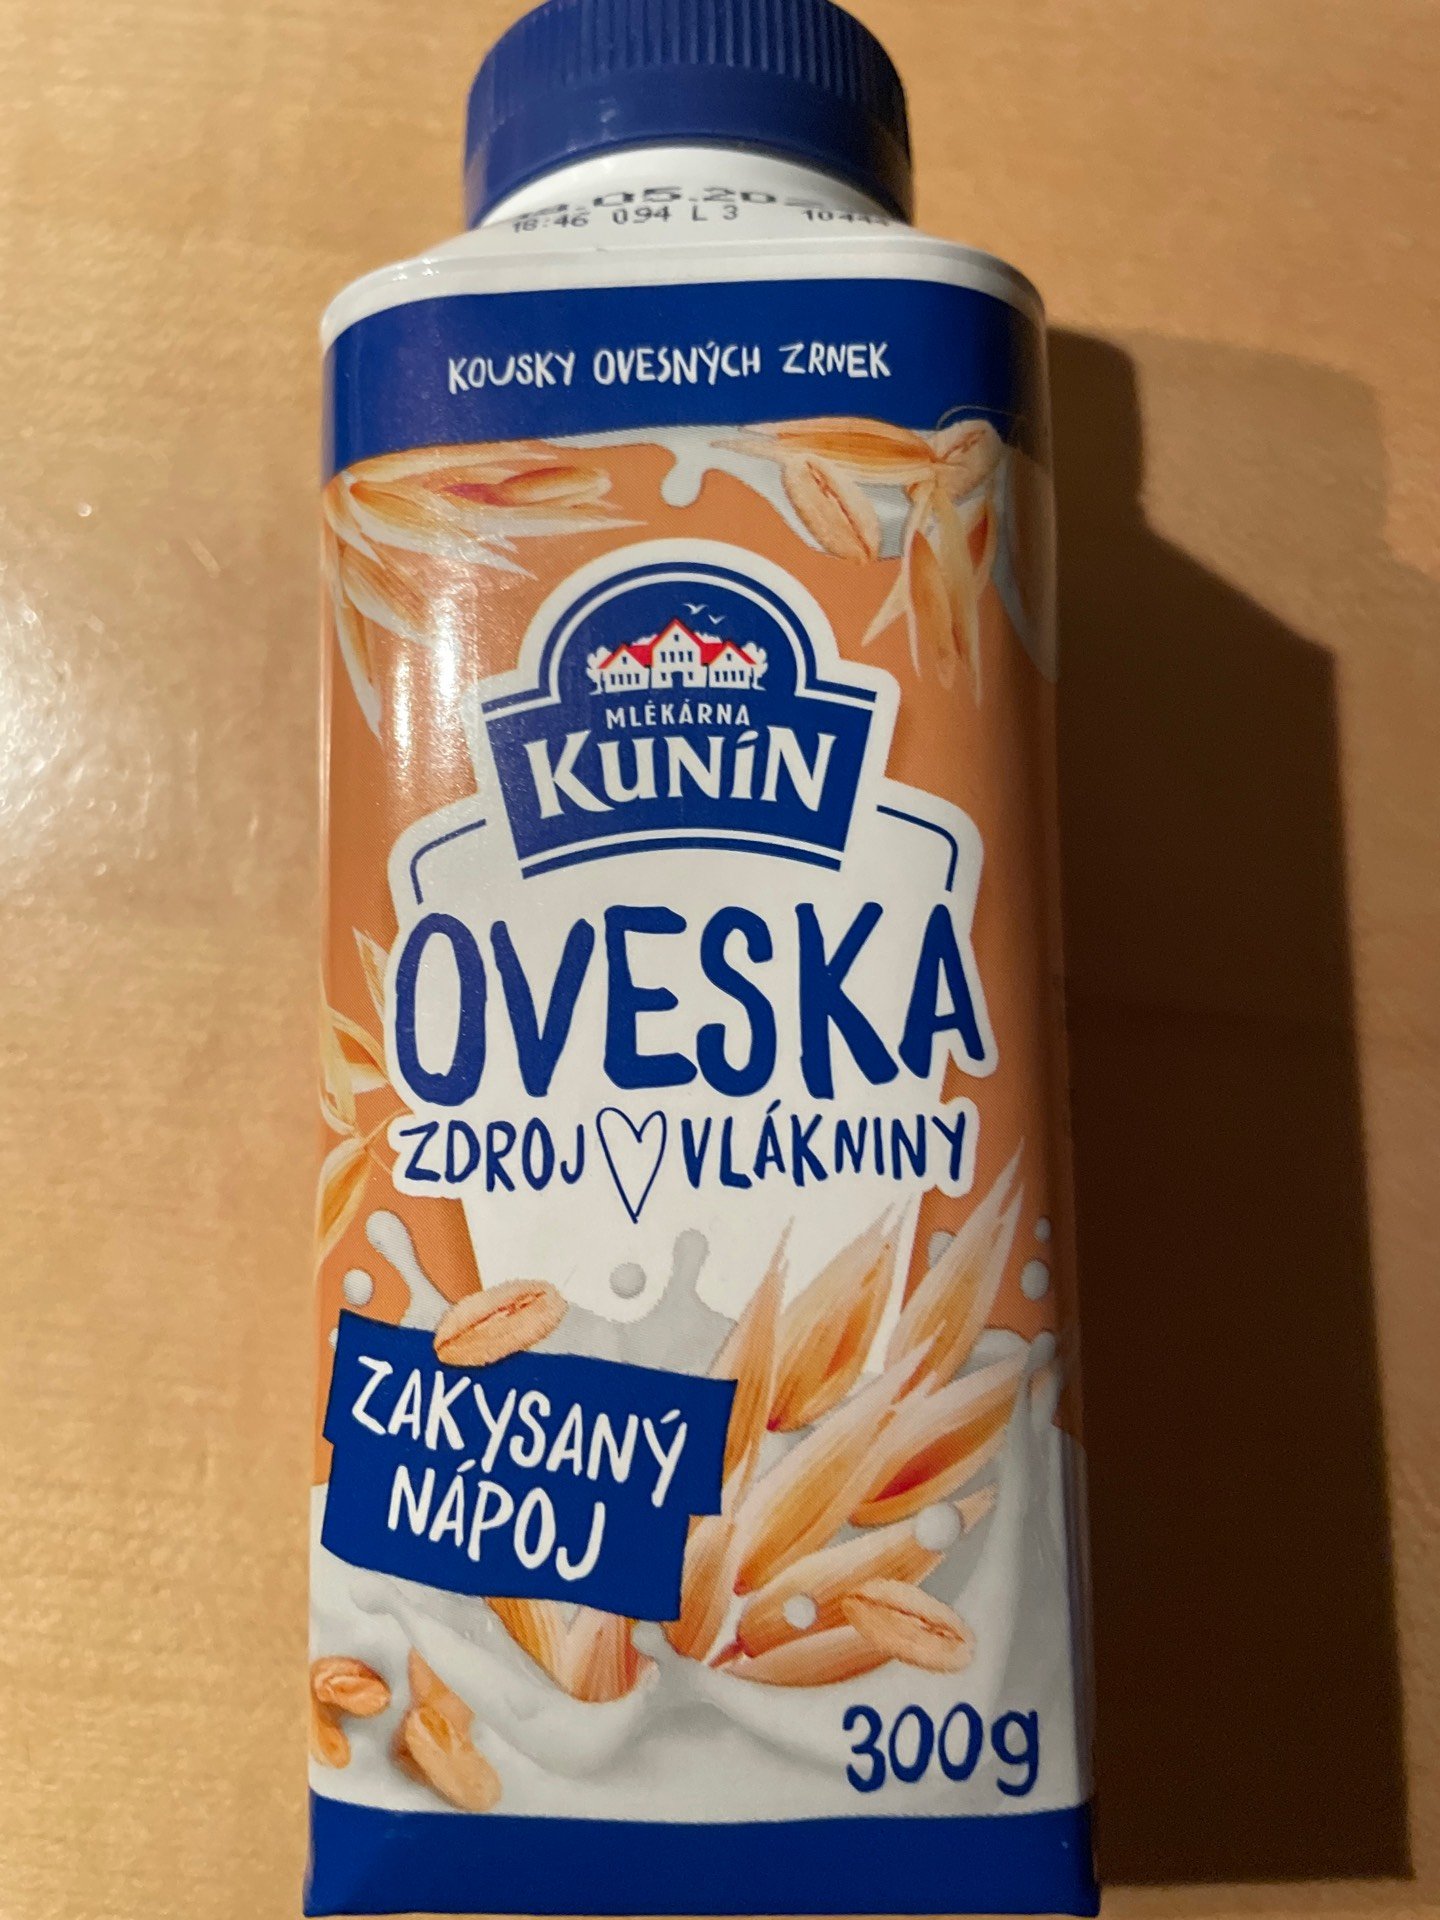 18:46 094 L 3
KOUSKY OVESNÝCH ZRNEK
MLÉKÁRNA
KUNÍN
OVESKA
ZDROJ VLÁKNINY
ZAKYSANÝ
NÁPOJ
300g